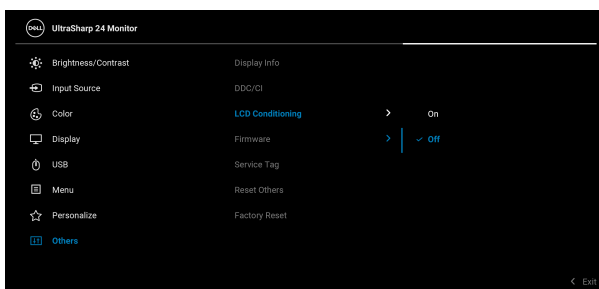 DELL UltraSharp 24 Monitor
Brightness/Contrast
Input Source
Color
Display
USB
Menu
Personalize
Others
Display Info
DDC/CI
LCD Conditioning
Firmware
Service Tag
Reset Others
Factory Reset
On
Off
Exit